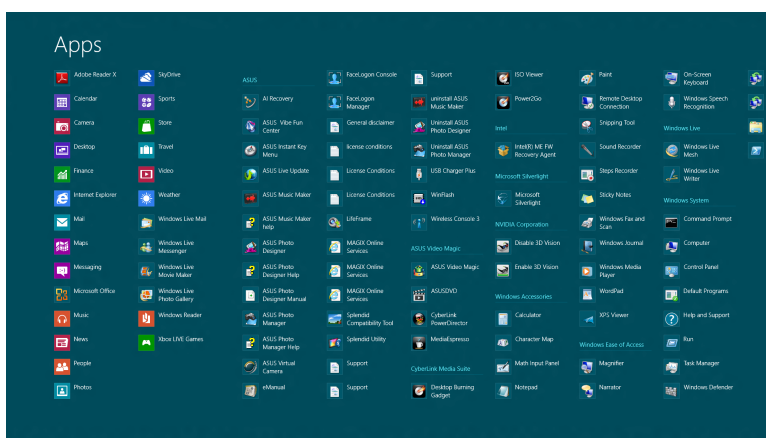 Apps
Adobe Reader X
Calendar
Camera
Desktop
Finance
Internet Explorer
Mail
Maps
Messaging
Microsoft Office
Music
News
People
Photos
SkyDrive
Sports
Store
Travel
Video
Weather
Windows Live Mail
Windows Live
Messenger
Windows Live
Movie Maker
Windows Live
Photo Gallery
Windows Reader
Xbox LIVE Games
ASUS
AI Recovery
ASUS Vibe Fun
Center
ASUS Instant Key
Menu
ASUS Live Update
ASUS Music Maker
ASUS Music Maker
help
ASUS Photo
Designer
ASUS Photo
Designer Help
ASUS Photo
Designer Manual
ASUS Photo
Manager
ASUS Photo
Manager Help
ASUS Virtual
Camera
eManual
FaceLogon Console
FaceLogon
Manager
General disclaimer
license conditions
License Conditions
License Conditions
LifeFrame
MAGIX Online
Services
MAGIX Online
Services
MAGIX Online
Services
Splendid
Compatibility Tool
Splendid Utility
Support
Support
Support
uninstall ASUS
Music Maker
Uninstall ASUS
Photo Designer
Uninstall ASUS
Photo Manager
USB Charger Plus
WinFlash
Wireless Console 3
ASUS Video Magic
ASUS Video Magic
ASUSDVD
CyberLink
PowerDirector
MediaEspresso
CyberLink Media Suite
Desktop Burning
Gadget
ISO Viewer
Power2Go
Intel
Intel(R) ME FW
Recovery Agent
Microsoft Silverlight
Microsoft
Silverlight
NVIDIA Corporation
Disable 3D Vision
Enable 3D Vision
Windows Accessories
Calculator
Character Map
Math Input Panel
Notepad
Paint
Remote Desktop
Connection
Snipping Tool
Sound Recorder
Steps Recorder
Sticky Notes
Windows Fax and
Scan
Windows Journal
Windows Media
Player
WordPad
XPS Viewer
Windows Ease of Access
Magnifier
Narrator
On-Screen
Keyboard
Windows Speech
Recognition
Windows Live
Windows Live
Mesh
Windows Live
Writer
Windows System
Command Prompt
Computer
Control Panel
Default Programs
Help and Support
Run
Task Manager
Windows Defender